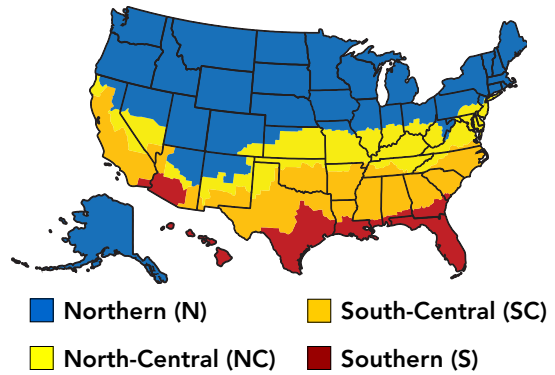 Northern (N)
South-Central (SC)
North-Central (NC)
Southern (S)